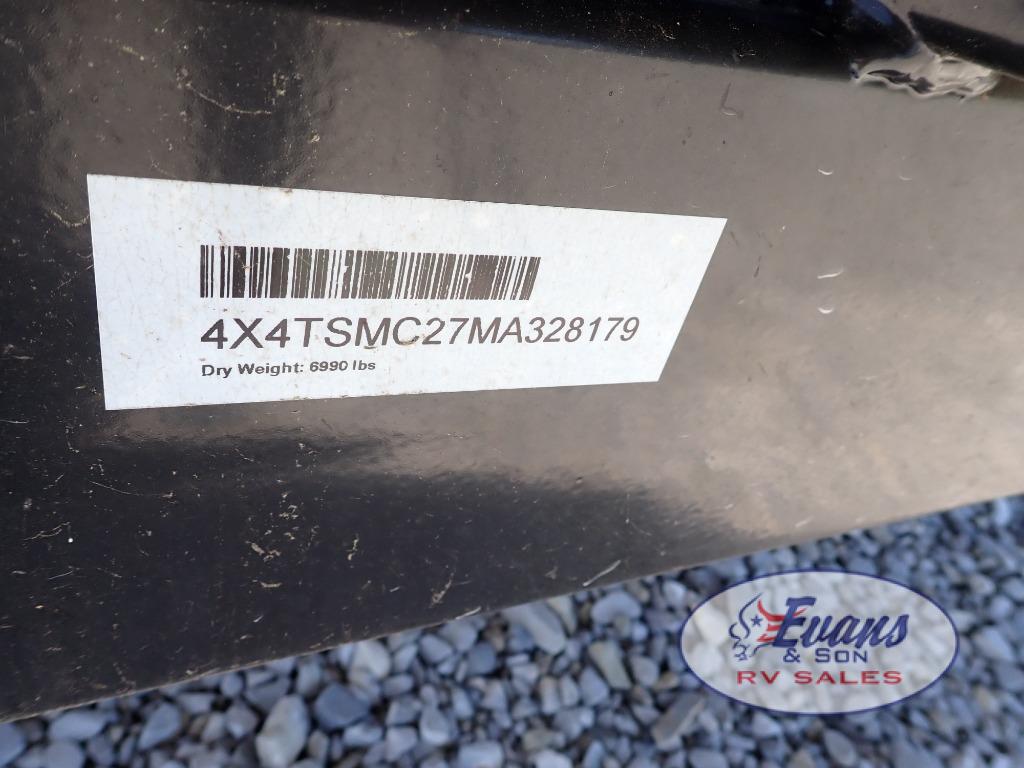 4X4TSMC27MA328179
Dry Weight: 6990 lbs
Evans
& SON
RV SALES